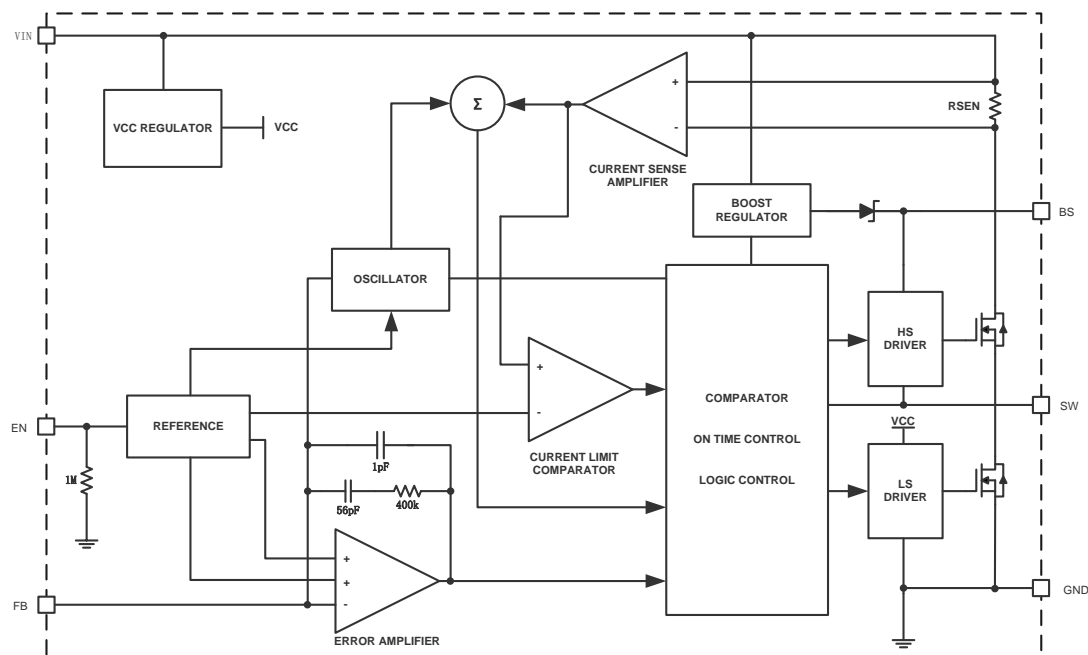 VIN
+
-
RSEN
Σ
VCC REGULATOR
VCC
CURRENT SENSE
AMPLIFIER
BOOST
REGULATOR
BS
OSCILLATOR
HS
DRIVER
+
-
COMPARATOR
ON TIME CONTROL
LOGIC CONTROL
SW
EN
REFERENCE
VCC
1pF
CURRENT LIMIT
COMPARATOR
1M
56pF
400k
LS
DRIVER
+
+
-
FB
GND
ERROR AMPLIFIER